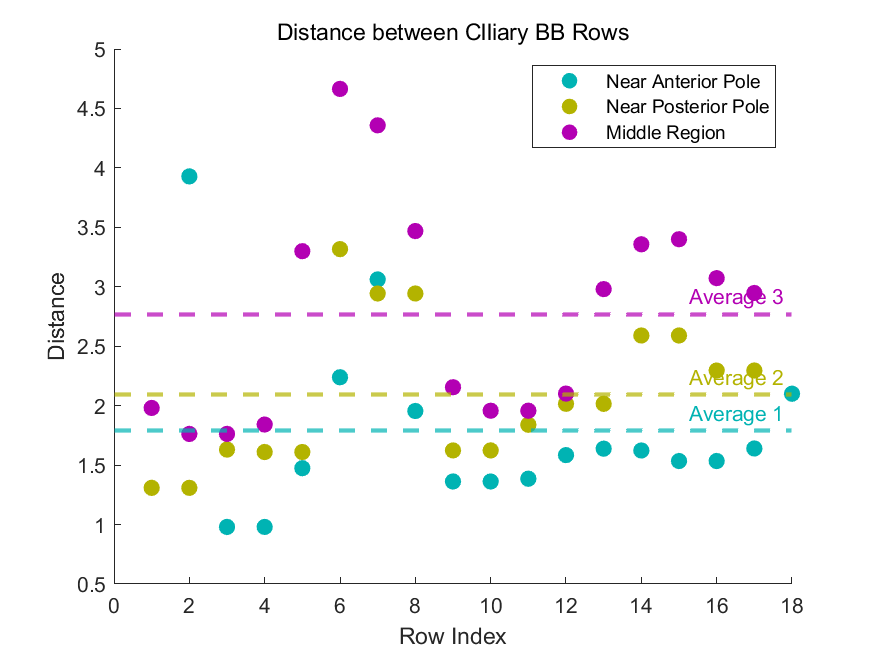 Distance between CIliary BB Rows
Near Anterior Pole
Near Posterior Pole
Middle Region
Average 3
Average 2
Average 1
Distance
5
4.5
4
3.5
3
2.5
2
1.5
1
0.5
0
2
4
6
8
10
12
14
16
18
Row Index